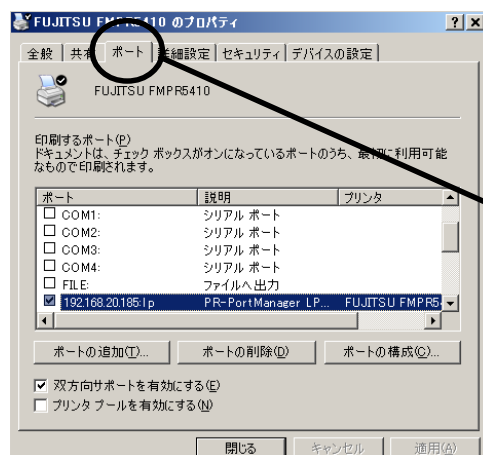 FUJITSU FMPR5410 のプロパティ
全般 共有 ポート 詳細設定 セキュリティ デバイスの設定
FUJITSU FMPR5410
印刷するポート(P)
ドキュメントは、チェック ボックスがオンになっているポートのうち、最初に利用可能
なもので印刷されます。
ポート 説明 プリンタ
COM1: シリアル ポート
COM2: シリアル ポート
COM3: シリアル ポート
COM4: シリアル ポート
FILE: ファイルへ出力
192.168.20.185:lp PR-PortManager LP... FUJITSU FMPR5
ポートの追加(T)... ポートの削除(D) ポートの構成(C)...
双方向サポートを有効にする(E)
プリンタ プールを有効にする(N)
閉じる キャンセル 適用(A)